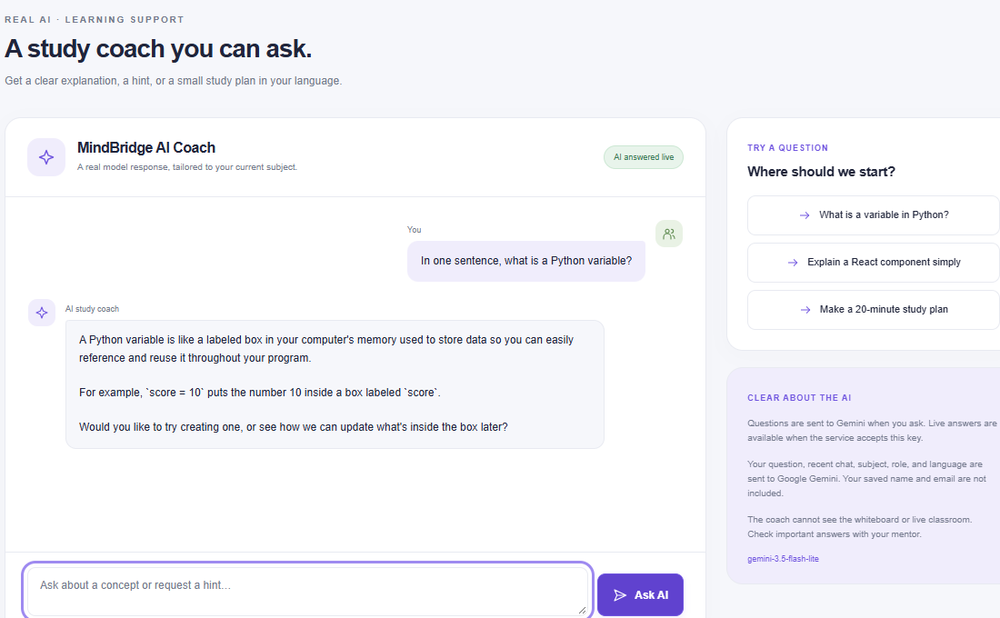 REAL AI · LEARNING SUPPORT
A study coach you can ask.
Get a clear explanation, a hint, or a small study plan in your language.
MindBridge AI Coach
A real model response, tailored to your current subject.
AI answered live
You
In one sentence, what is a Python variable?
AI study coach
A Python variable is like a labeled box in your computer's memory used to store data so you can easily
reference and reuse it throughout your program.
For example, `score = 10` puts the number 10 inside a box labeled `score`.
Would you like to try creating one, or see how we can update what's inside the box later?
Ask about a concept or request a hint...
Ask AI
TRY A QUESTION
Where should we start?
What is a variable in Python?
Explain a React component simply
Make a 20-minute study plan
CLEAR ABOUT THE AI
Questions are sent to Gemini when you ask. Live answers are
available when the service accepts this key.
Your question, recent chat, subject, role, and language are
sent to Google Gemini. Your saved name and email are not
included.
The coach cannot see the whiteboard or live classroom.
Check important answers with your mentor.
gemini-3.5-flash-lite